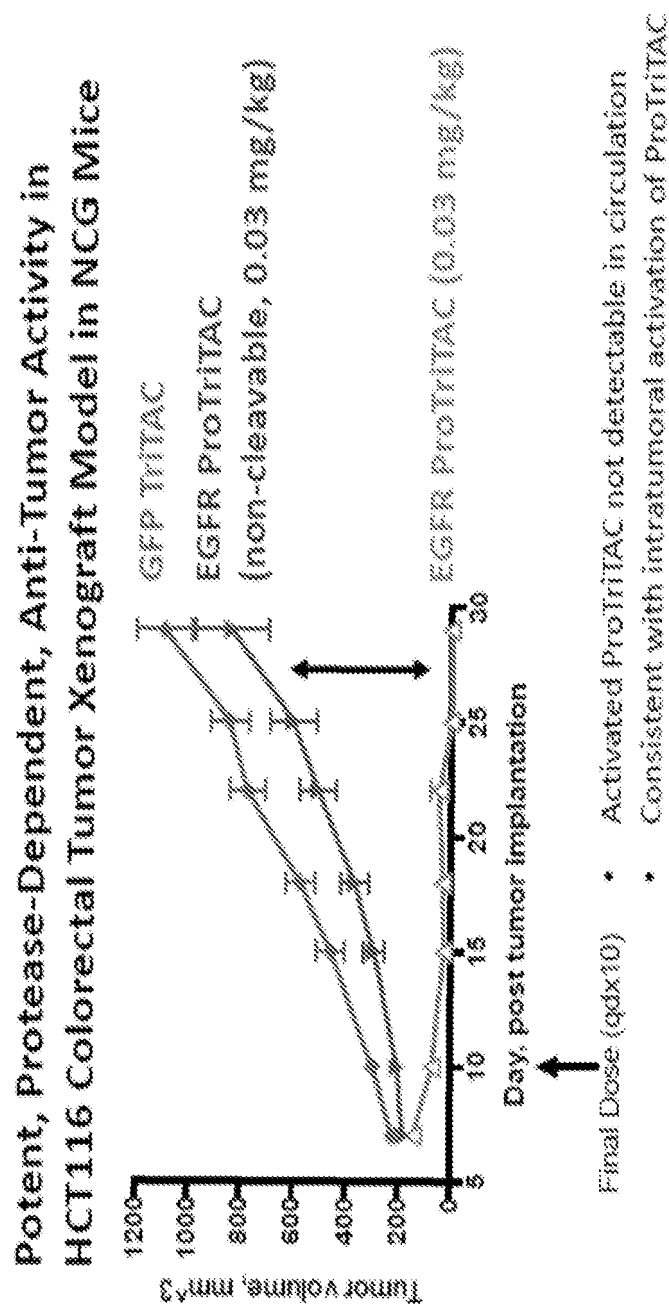 Potent, Protease-Dependent, Anti-Tumor Activity in
HCT116 Colorectal Tumor Xenograft Model in NCG Mice
Tumor volume, mm^3
1200
1000
800
600
400
200
0
5
10
15
20
25
30
Day, post tumor implantation
GFP TriTAC
EGFR ProTriTAC
(non-cleavable, 0.03 mg/kg)
EGFR ProTriTAC (0.03 mg/kg)
Final Dose (qdx10)
• Activated ProTriTAC not detectable in circulation
• Consistent with intratumoral activation of ProTriTAC